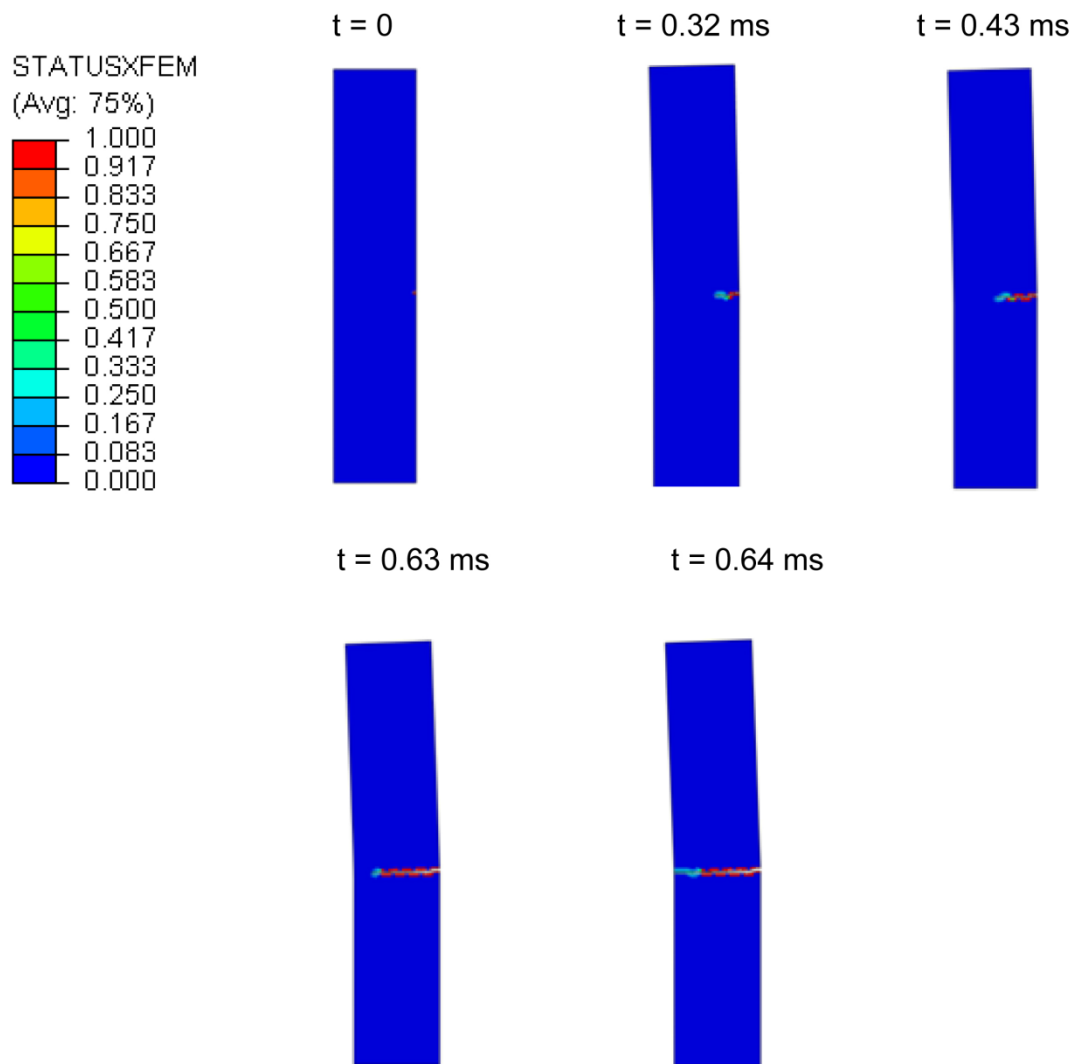 t = 0
t = 0.32 ms
t = 0.43 ms
STATUSXFEM
(Avg: 75%)
1.000
0.917
0.833
0.750
0.667
0.583
0.500
0.417
0.333
0.250
0.167
0.083
0.000
t = 0.63 ms
t = 0.64 ms